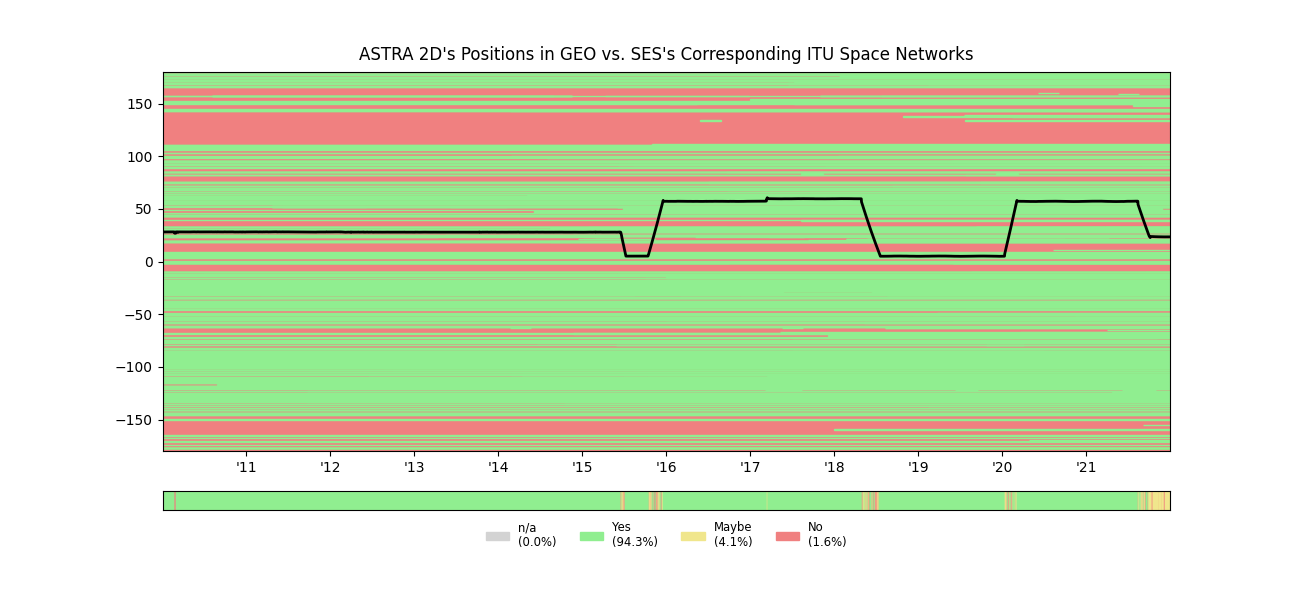 ASTRA 2D's Positions in GEO vs. SES's Corresponding ITU Space Networks
150
100
50
0
−50
−100
−150
'11 '12 '13 '14 '15 '16 '17 '18 '19 '20 '21
n/a Yes Maybe No
(0.0%) (94.3%) (4.1%) (1.6%)